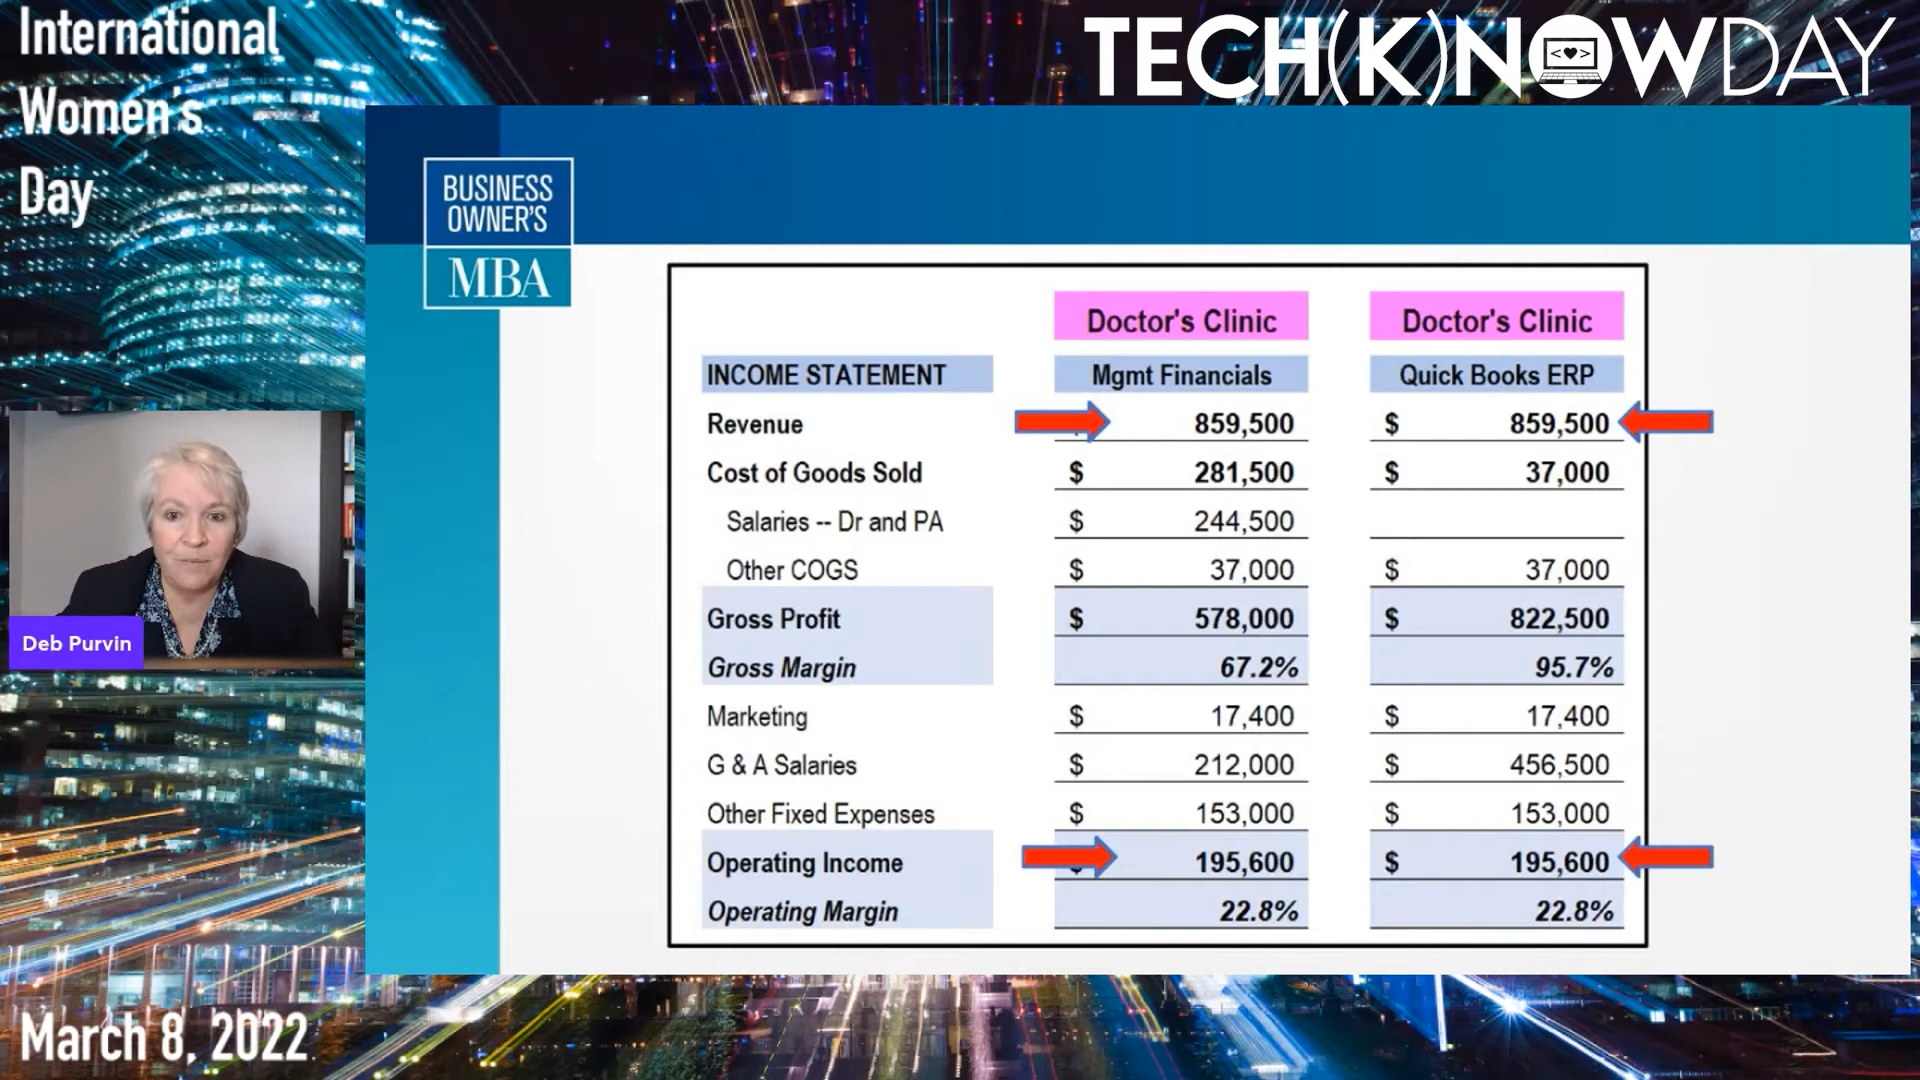 International
Women's
Day
TECH(K)NOWDAY
<♥>
BUSINESS
OWNER'S
MBA
Doctor's Clinic Doctor's Clinic
INCOME STATEMENT Mgmt Financials Quick Books ERP
Revenue 859,500 $ 859,500
Cost of Goods Sold $ 281,500 $ 37,000
Salaries -- Dr and PA $ 244,500
Other COGS $ 37,000 $ 37,000
Gross Profit $ 578,000 $ 822,500
Gross Margin 67.2% 95.7%
Marketing $ 17,400 $ 17,400
G & A Salaries $ 212,000 $ 456,500
Other Fixed Expenses $ 153,000 $ 153,000
Operating Income $ 195,600 $ 195,600
Operating Margin 22.8% 22.8%
Deb Purvin
March 8, 2022